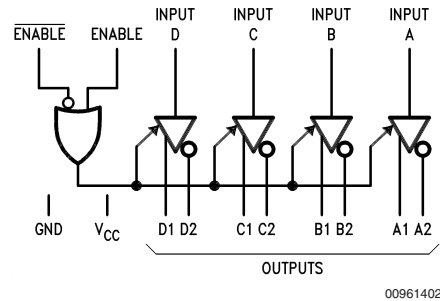 INPUT INPUT INPUT INPUT
ENABLE ENABLE D C B A
GND VCC D1 D2 C1 C2 B1 B2 A1 A2
OUTPUTS
00961402